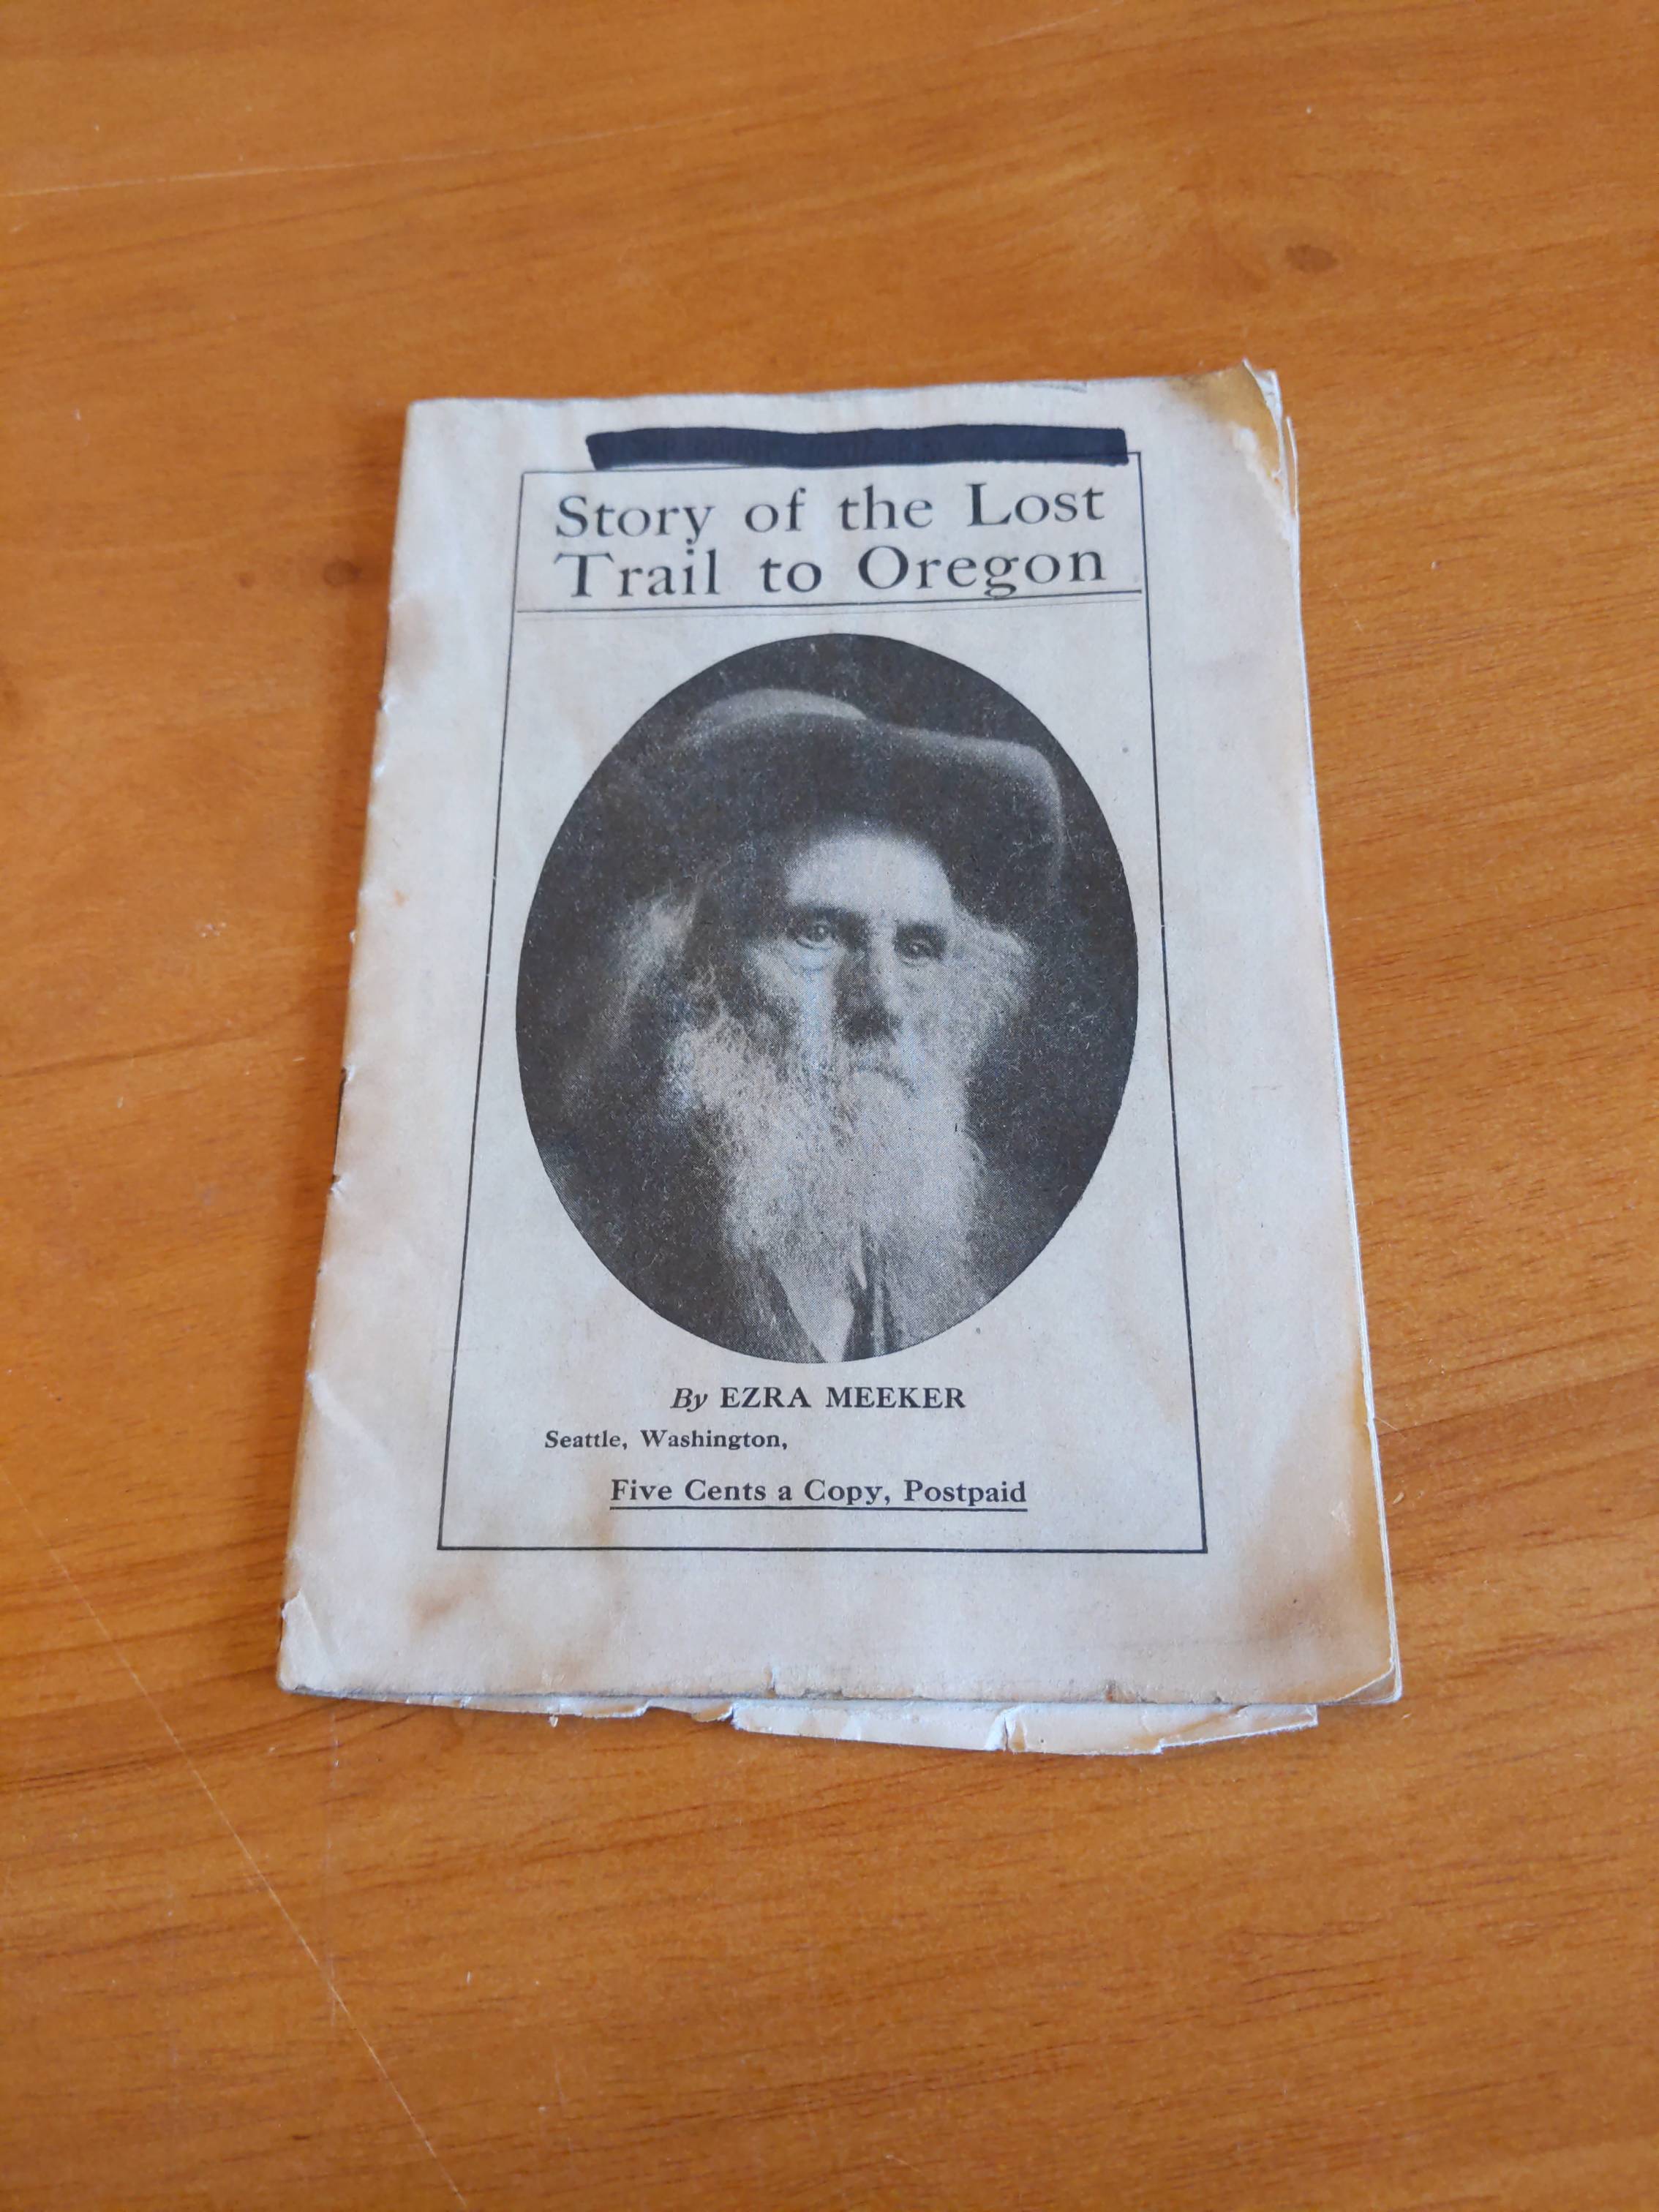 Story of the Lost
Trail to Oregon
By EZRA MEEKER
Seattle, Washington,
Five Cents a Copy, Postpaid